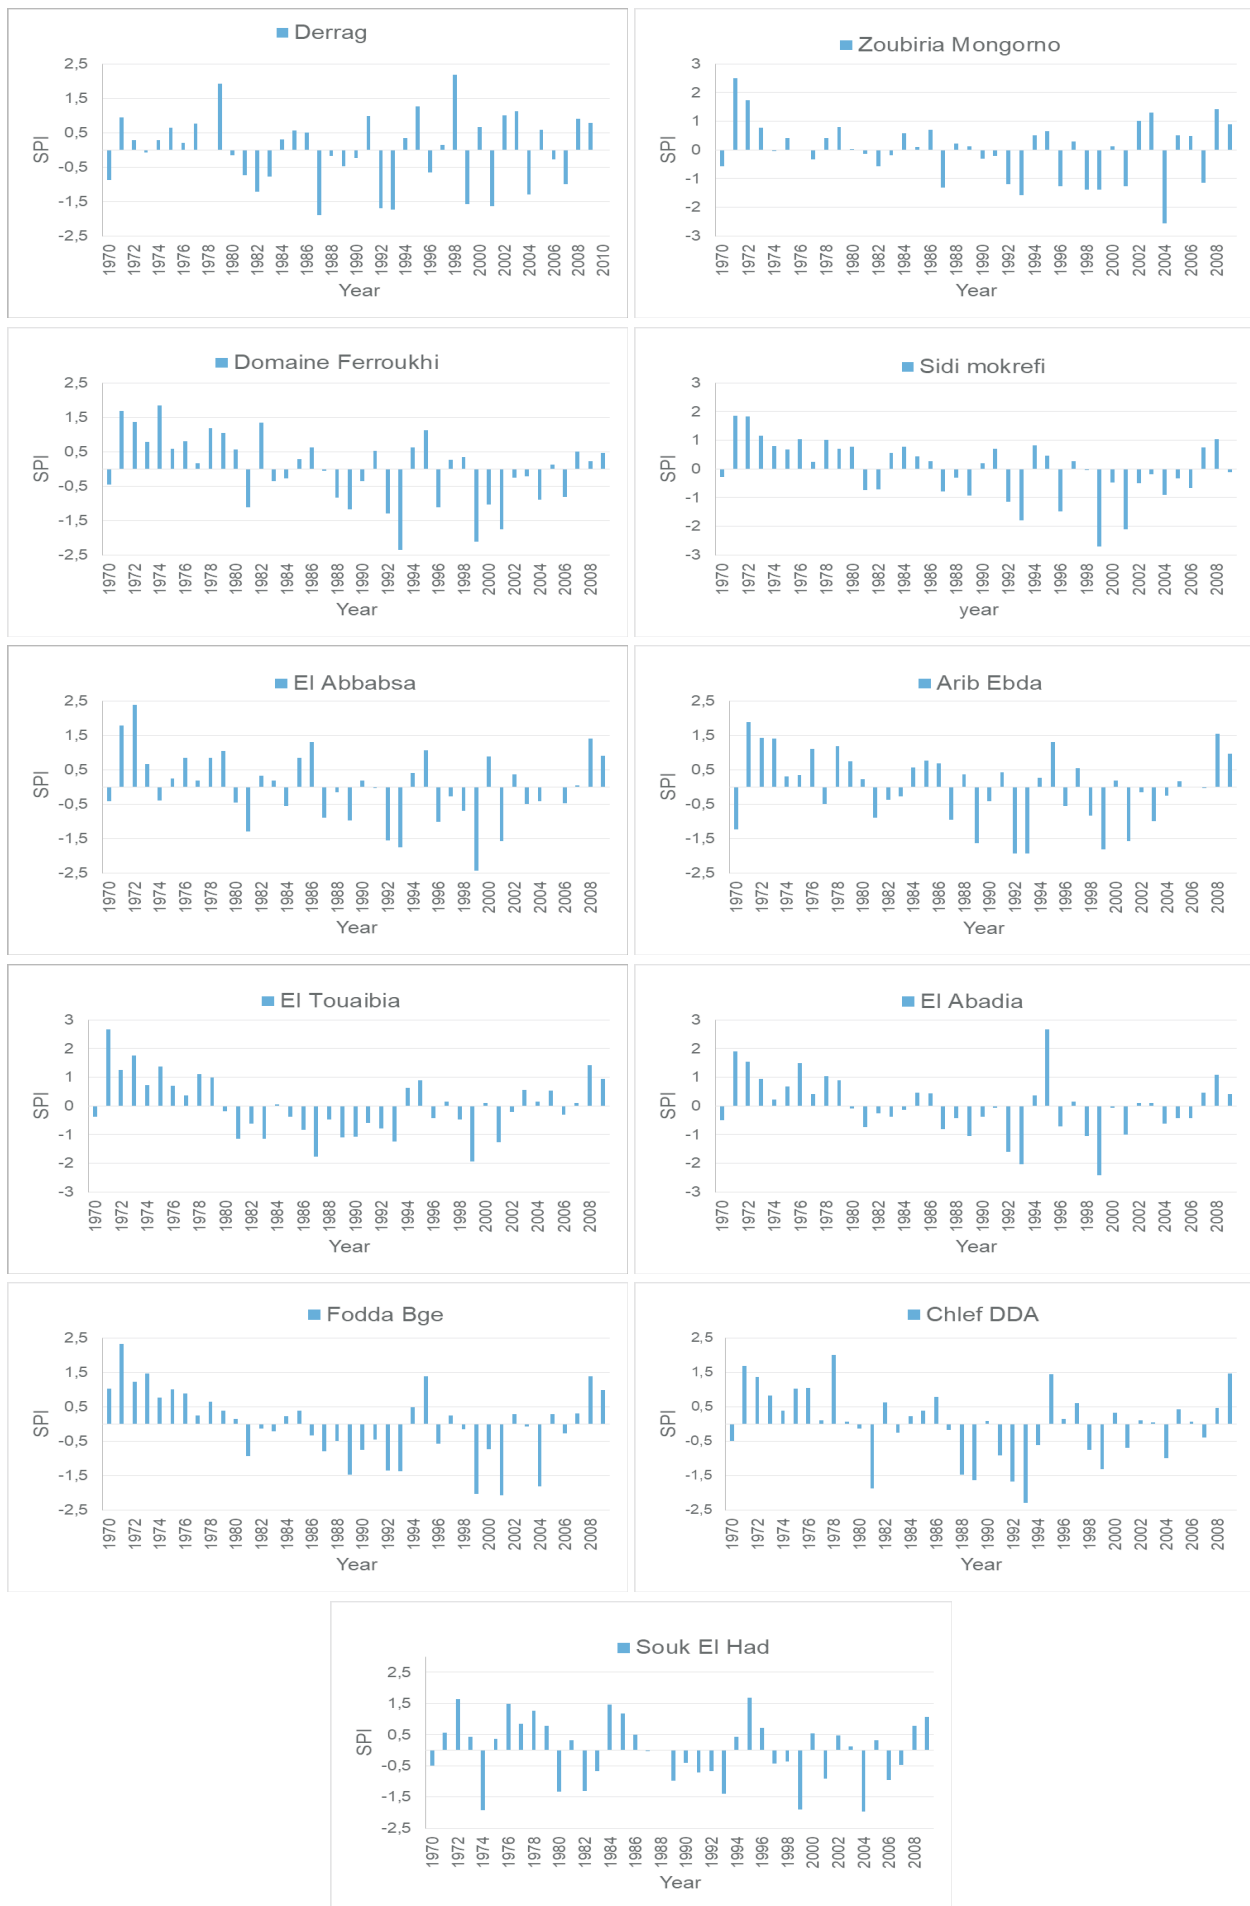 Derrag
2,5
1,5
0,5
-0,5
-1,5
-2,5
SPI
1970 1972 1974 1976 1978 1980 1982 1984 1986 1988 1990 1992 1994 1996 1998 2000 2002 2004 2006 2008 2010
Year
Zoubiria Mongorno
3
2
1
0
-1
-2
-3
SPI
1970 1972 1974 1976 1978 1980 1982 1984 1986 1988 1990 1992 1994 1996 1998 2000 2002 2004 2006 2008
Year
Domaine Ferroukhi
2,5
1,5
0,5
-0,5
-1,5
-2,5
SPI
1970 1972 1974 1976 1978 1980 1982 1984 1986 1988 1990 1992 1994 1996 1998 2000 2002 2004 2006 2008
Year
Sidi mokrefi
3
2
1
0
-1
-2
-3
SPI
1970 1972 1974 1976 1978 1980 1982 1984 1986 1988 1990 1992 1994 1996 1998 2000 2002 2004 2006 2008
year
El Abbabsa
2,5
1,5
0,5
-0,5
-1,5
-2,5
SPI
1970 1972 1974 1976 1978 1980 1982 1984 1986 1988 1990 1992 1994 1996 1998 2000 2002 2004 2006 2008
Year
Arib Ebda
2,5
1,5
0,5
-0,5
-1,5
-2,5
SPI
1970 1972 1974 1976 1978 1980 1982 1984 1986 1988 1990 1992 1994 1996 1998 2000 2002 2004 2006 2008
Year
El Touaibia
3
2
1
0
-1
-2
-3
SPI
1970 1972 1974 1976 1978 1980 1982 1984 1986 1988 1990 1992 1994 1996 1998 2000 2002 2004 2006 2008
Year
El Abadia
3
2
1
0
-1
-2
-3
SPI
1970 1972 1974 1976 1978 1980 1982 1984 1986 1988 1990 1992 1994 1996 1998 2000 2002 2004 2006 2008
Year
Fodda Bge
2,5
1,5
0,5
-0,5
-1,5
-2,5
SPI
1970 1972 1974 1976 1978 1980 1982 1984 1986 1988 1990 1992 1994 1996 1998 2000 2002 2004 2006 2008
Year
Chlef DDA
2,5
1,5
0,5
-0,5
-1,5
-2,5
SPI
1970 1972 1974 1976 1978 1980 1982 1984 1986 1988 1990 1992 1994 1996 1998 2000 2002 2004 2006 2008
Year
Souk El Had
2,5
1,5
0,5
-0,5
-1,5
-2,5
SPI
1970 1972 1974 1976 1978 1980 1982 1984 1986 1988 1990 1992 1994 1996 1998 2000 2002 2004 2006 2008
Year